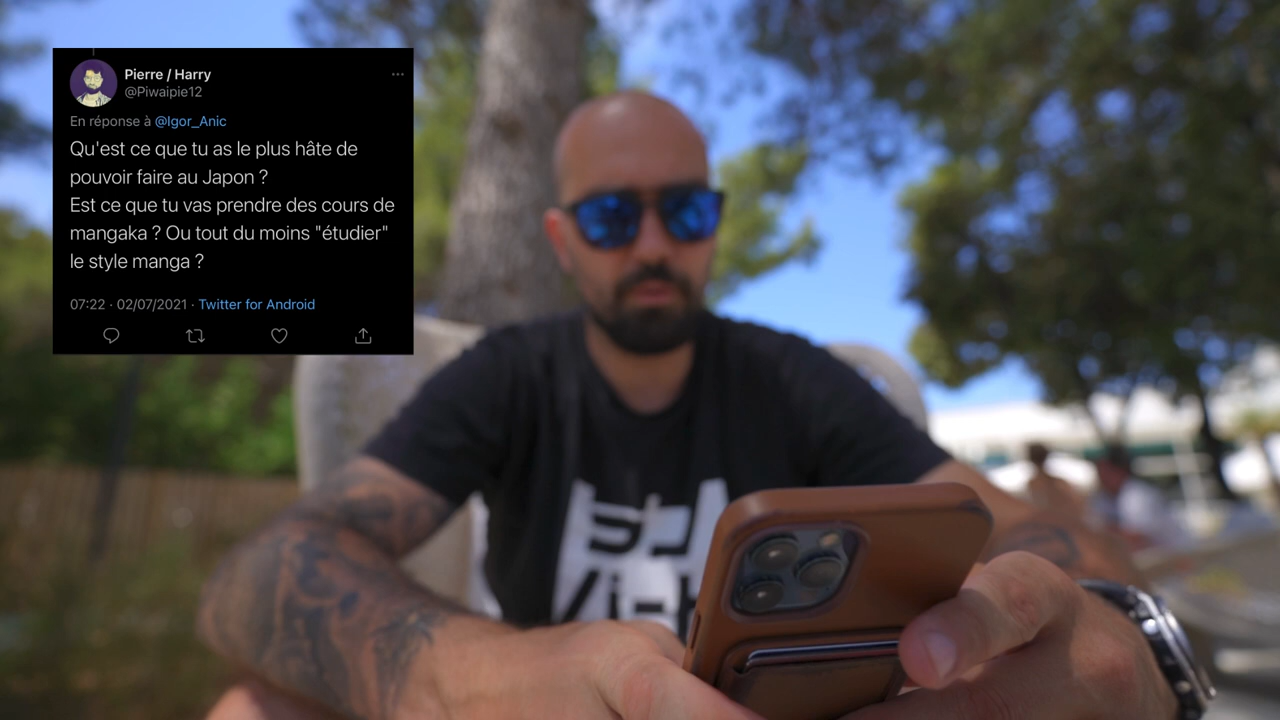 Pierre / Harry
@Piwaipie12
En réponse à @Igor_Anic
Qu'est ce que tu as le plus hâte de
pouvoir faire au Japon ?
Est ce que tu vas prendre des cours de
mangaka ? Ou tout du moins "étudier"
le style manga ?
07:22 · 02/07/2021 · Twitter for Android